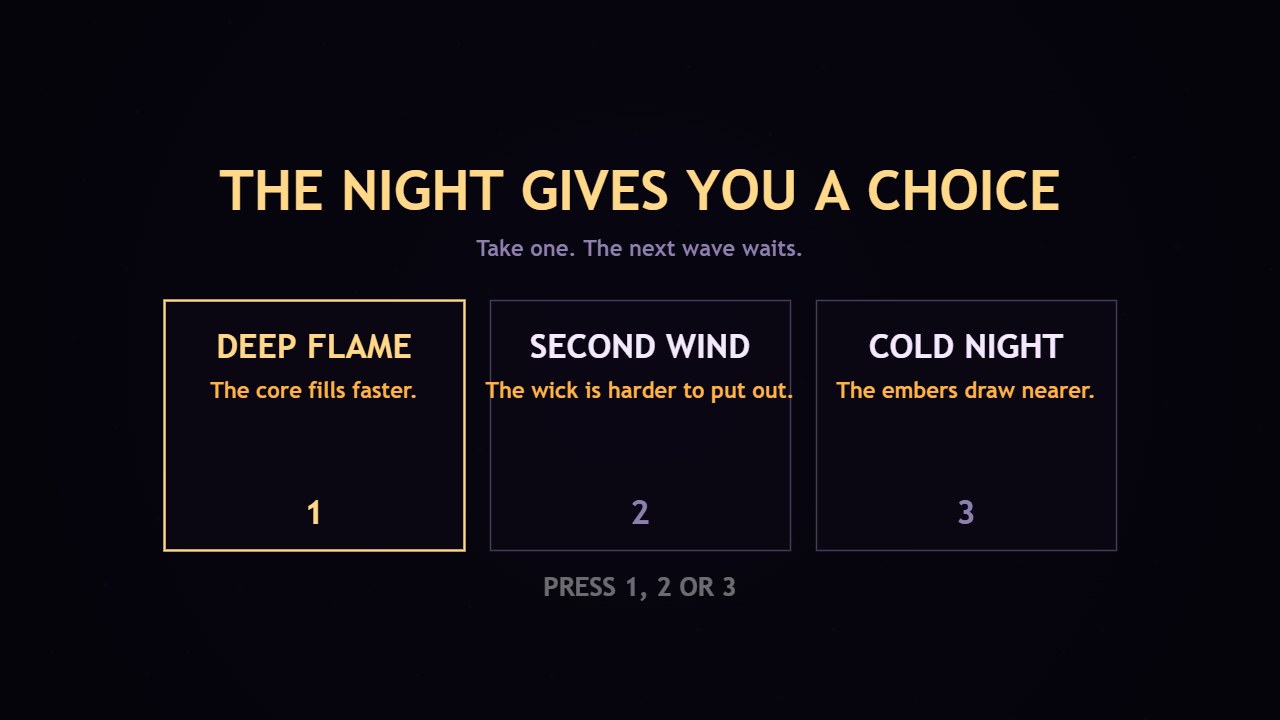 THE NIGHT GIVES YOU A CHOICE
Take one. The next wave waits.
DEEP FLAME
The core fills faster.
1
SECOND WIND
The wick is harder to put out.
2
COLD NIGHT
The embers draw nearer.
3
PRESS 1, 2 OR 3